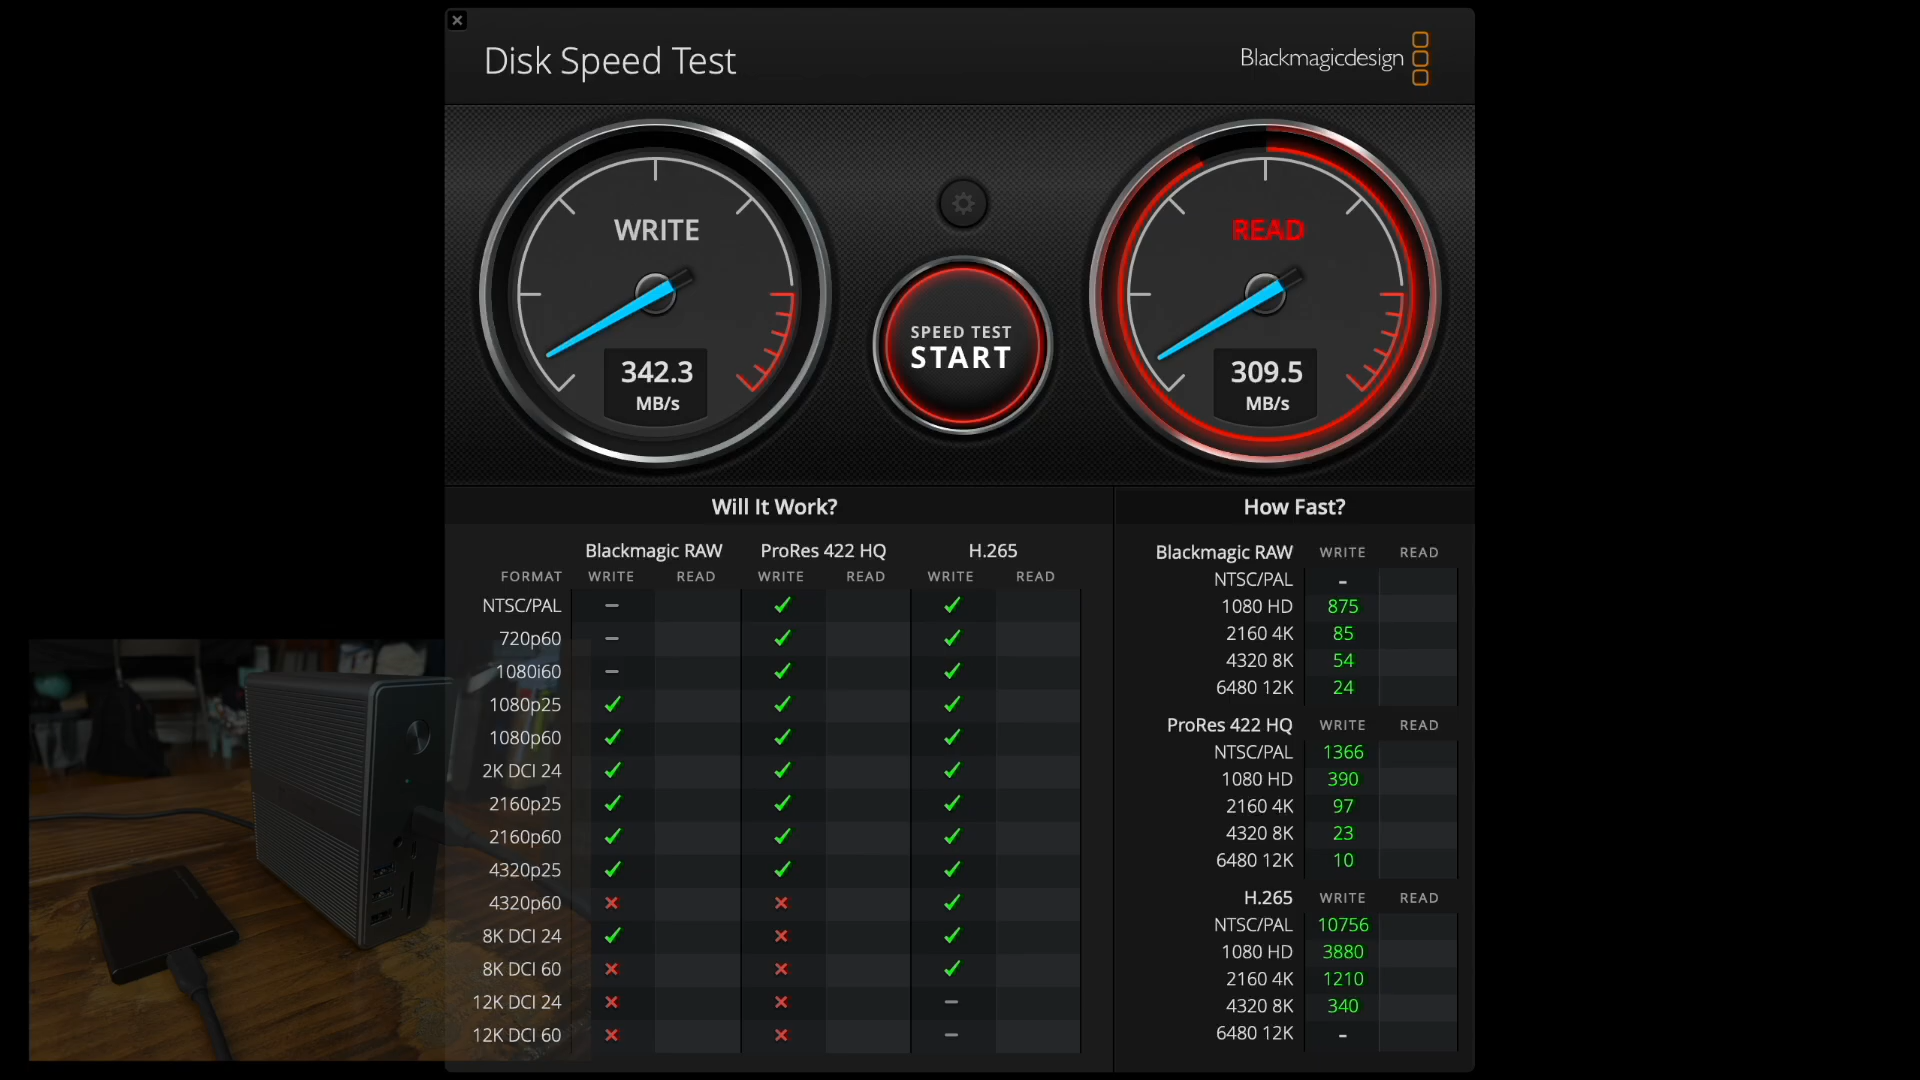 Disk Speed Test
Blackmagicdesign
WRITE
342.3
MB/s
SPEED TEST
START
READ
309.5
MB/s
Will It Work?
Blackmagic RAW ProRes 422 HQ H.265
FORMAT WRITE READ WRITE READ WRITE READ
NTSC/PAL – ✓ ✓
720p60 – ✓ ✓
1080i60 – ✓ ✓
1080p25 ✓ ✓ ✓
1080p60 ✓ ✓ ✓
2K DCI 24 ✓ ✓ ✓
2160p25 ✓ ✓ ✓
2160p60 ✓ ✓ ✓
4320p25 ✓ ✓ ✓
4320p60 ✕ ✕ ✓
8K DCI 24 ✓ ✕ ✓
8K DCI 60 ✕ ✕ ✓
12K DCI 24 ✕ ✕ –
12K DCI 60 ✕ ✕ –
How Fast?
Blackmagic RAW WRITE READ
NTSC/PAL -
1080 HD 875
2160 4K 85
4320 8K 54
6480 12K 24
ProRes 422 HQ WRITE READ
NTSC/PAL 1366
1080 HD 390
2160 4K 97
4320 8K 23
6480 12K 10
H.265 WRITE READ
NTSC/PAL 10756
1080 HD 3880
2160 4K 1210
4320 8K 340
6480 12K -